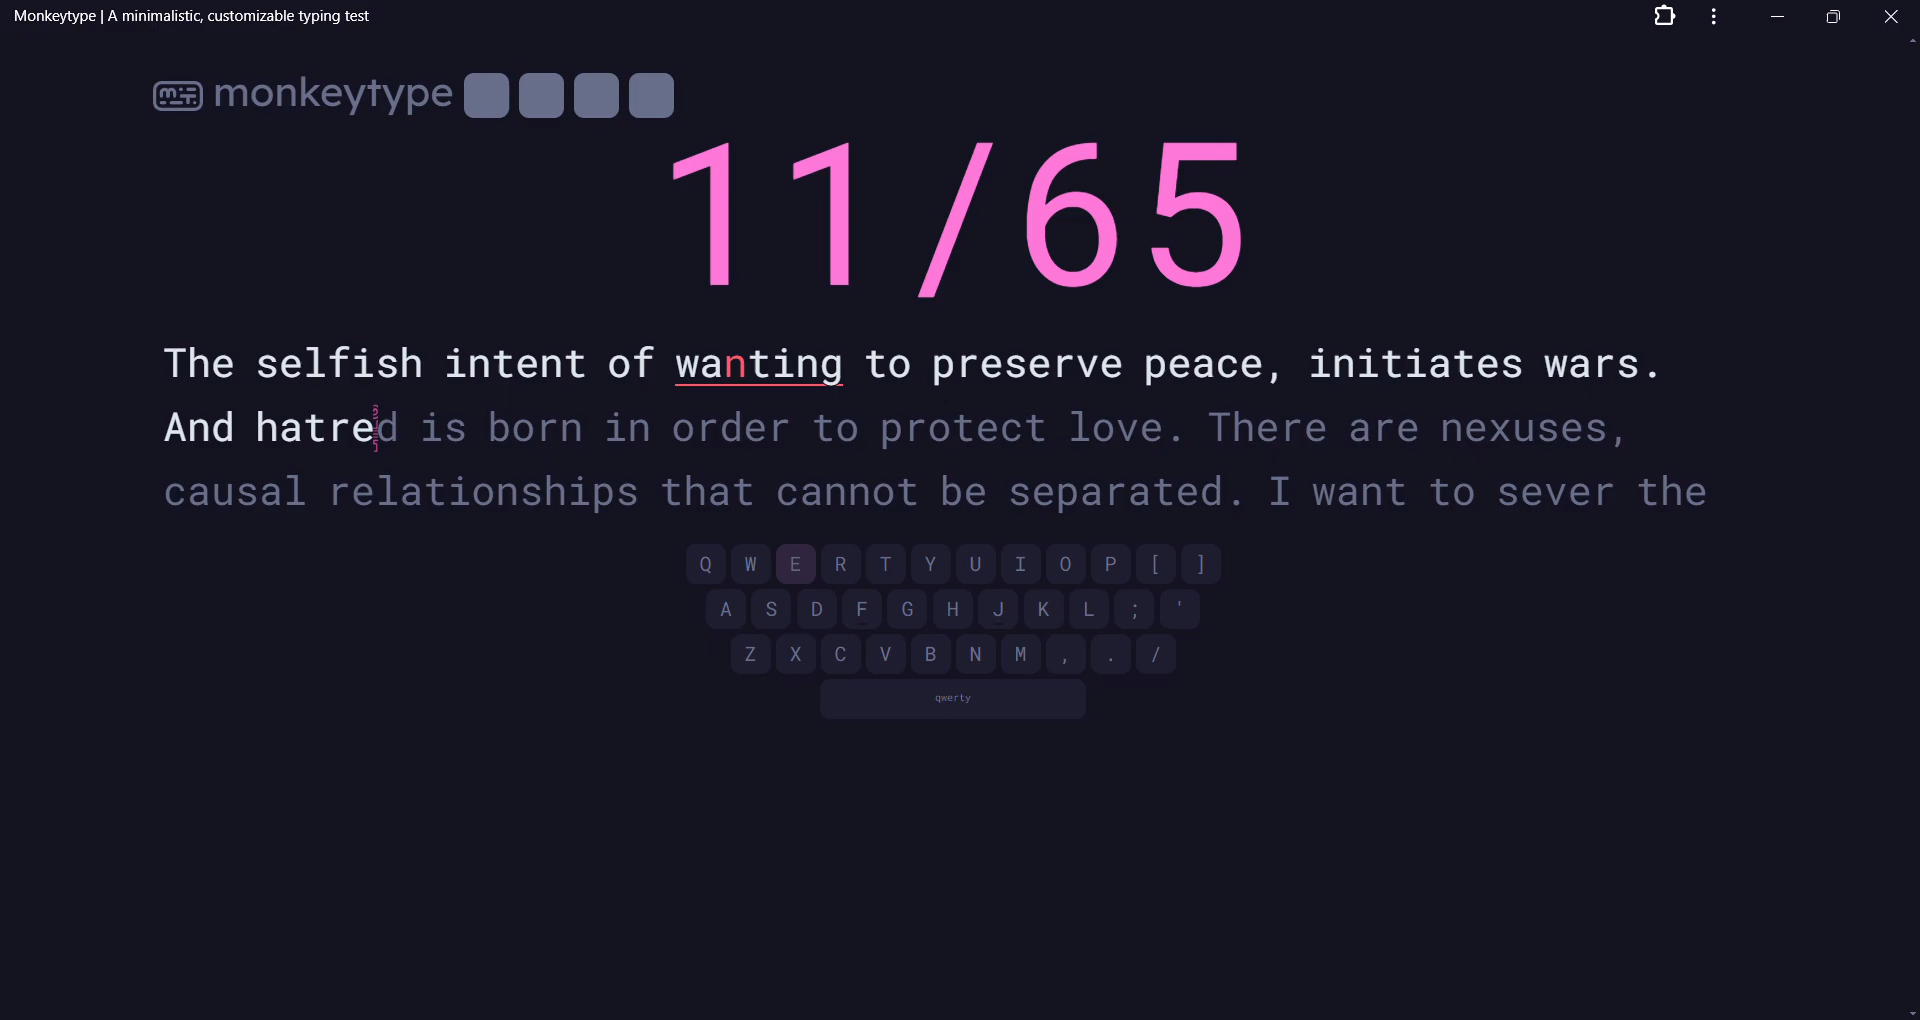 Monkeytype | A minimalistic, customizable typing test
monkeytype
11/65
The selfish intent of wanting to preserve peace, initiates wars.
And hatred is born in order to protect love. There are nexuses,
causal relationships that cannot be separated. I want to sever the
Q W E R T Y U I O P [ ]
A S D F G H J K L ; '
Z X C V B N M , . /
qwerty